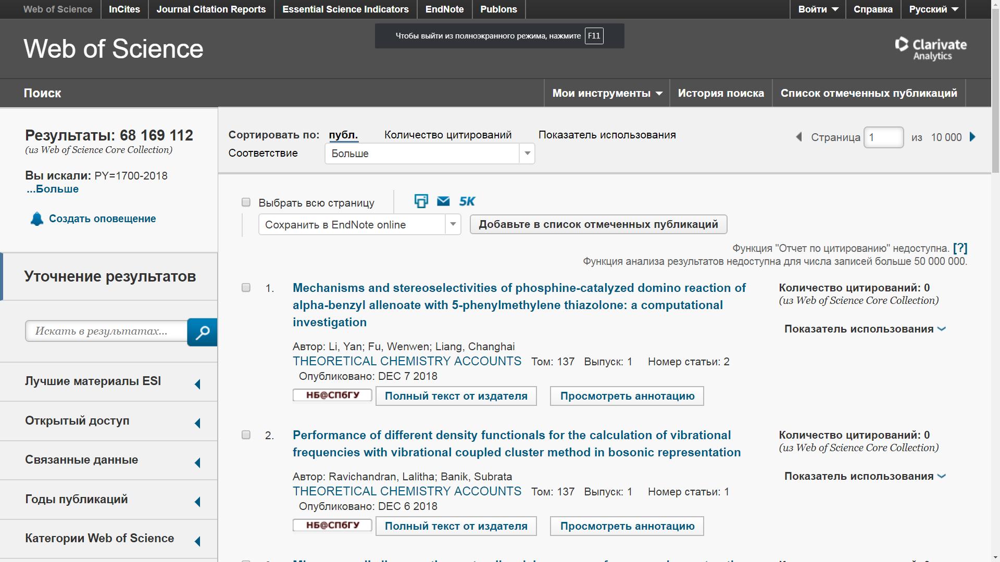 Web of Science InCites Journal Citation Reports Essential Science Indicators EndNote Publons Войти Справка Русский
Чтобы выйти из полноэкранного режима, нажмите F11
Web of Science
Clarivate
Analytics
Поиск Мои инструменты История поиска Список отмеченных публикаций
Результаты: 68 169 112
(из Web of Science Core Collection)
Вы искали: PY=1700-2018
...Больше
Создать оповещение
Уточнение результатов
Искать в результатах...
Лучшие материалы ESI
Открытый доступ
Связанные данные
Годы публикаций
Категории Web of Science
Сортировать по: публ. Количество цитирований Показатель использования
Соответствие Больше
Страница 1 из 10 000
Выбрать всю страницу 5K
Сохранить в EndNote online Добавьте в список отмеченных публикаций
Функция "Отчет по цитированию" недоступна. [?]
Функция анализа результатов недоступна для числа записей больше 50 000 000.
1. Mechanisms and stereoselectivities of phosphine-catalyzed domino reaction of
alpha-benzyl allenoate with 5-phenylmethylene thiazolone: a computational
investigation
Автор: Li, Yan; Fu, Wenwen; Liang, Changhai
THEORETICAL CHEMISTRY ACCOUNTS Том: 137 Выпуск: 1 Номер статьи: 2
Опубликовано: DEC 7 2018
НБ@СПбГУ Полный текст от издателя Просмотреть аннотацию
Количество цитирований: 0
(из Web of Science Core Collection)
Показатель использования
2. Performance of different density functionals for the calculation of vibrational
frequencies with vibrational coupled cluster method in bosonic representation
Автор: Ravichandran, Lalitha; Banik, Subrata
THEORETICAL CHEMISTRY ACCOUNTS Том: 137 Выпуск: 1 Номер статьи: 1
Опубликовано: DEC 6 2018
НБ@СПбГУ Полный текст от издателя Просмотреть аннотацию
Количество цитирований: 0
(из Web of Science Core Collection)
Показатель использования